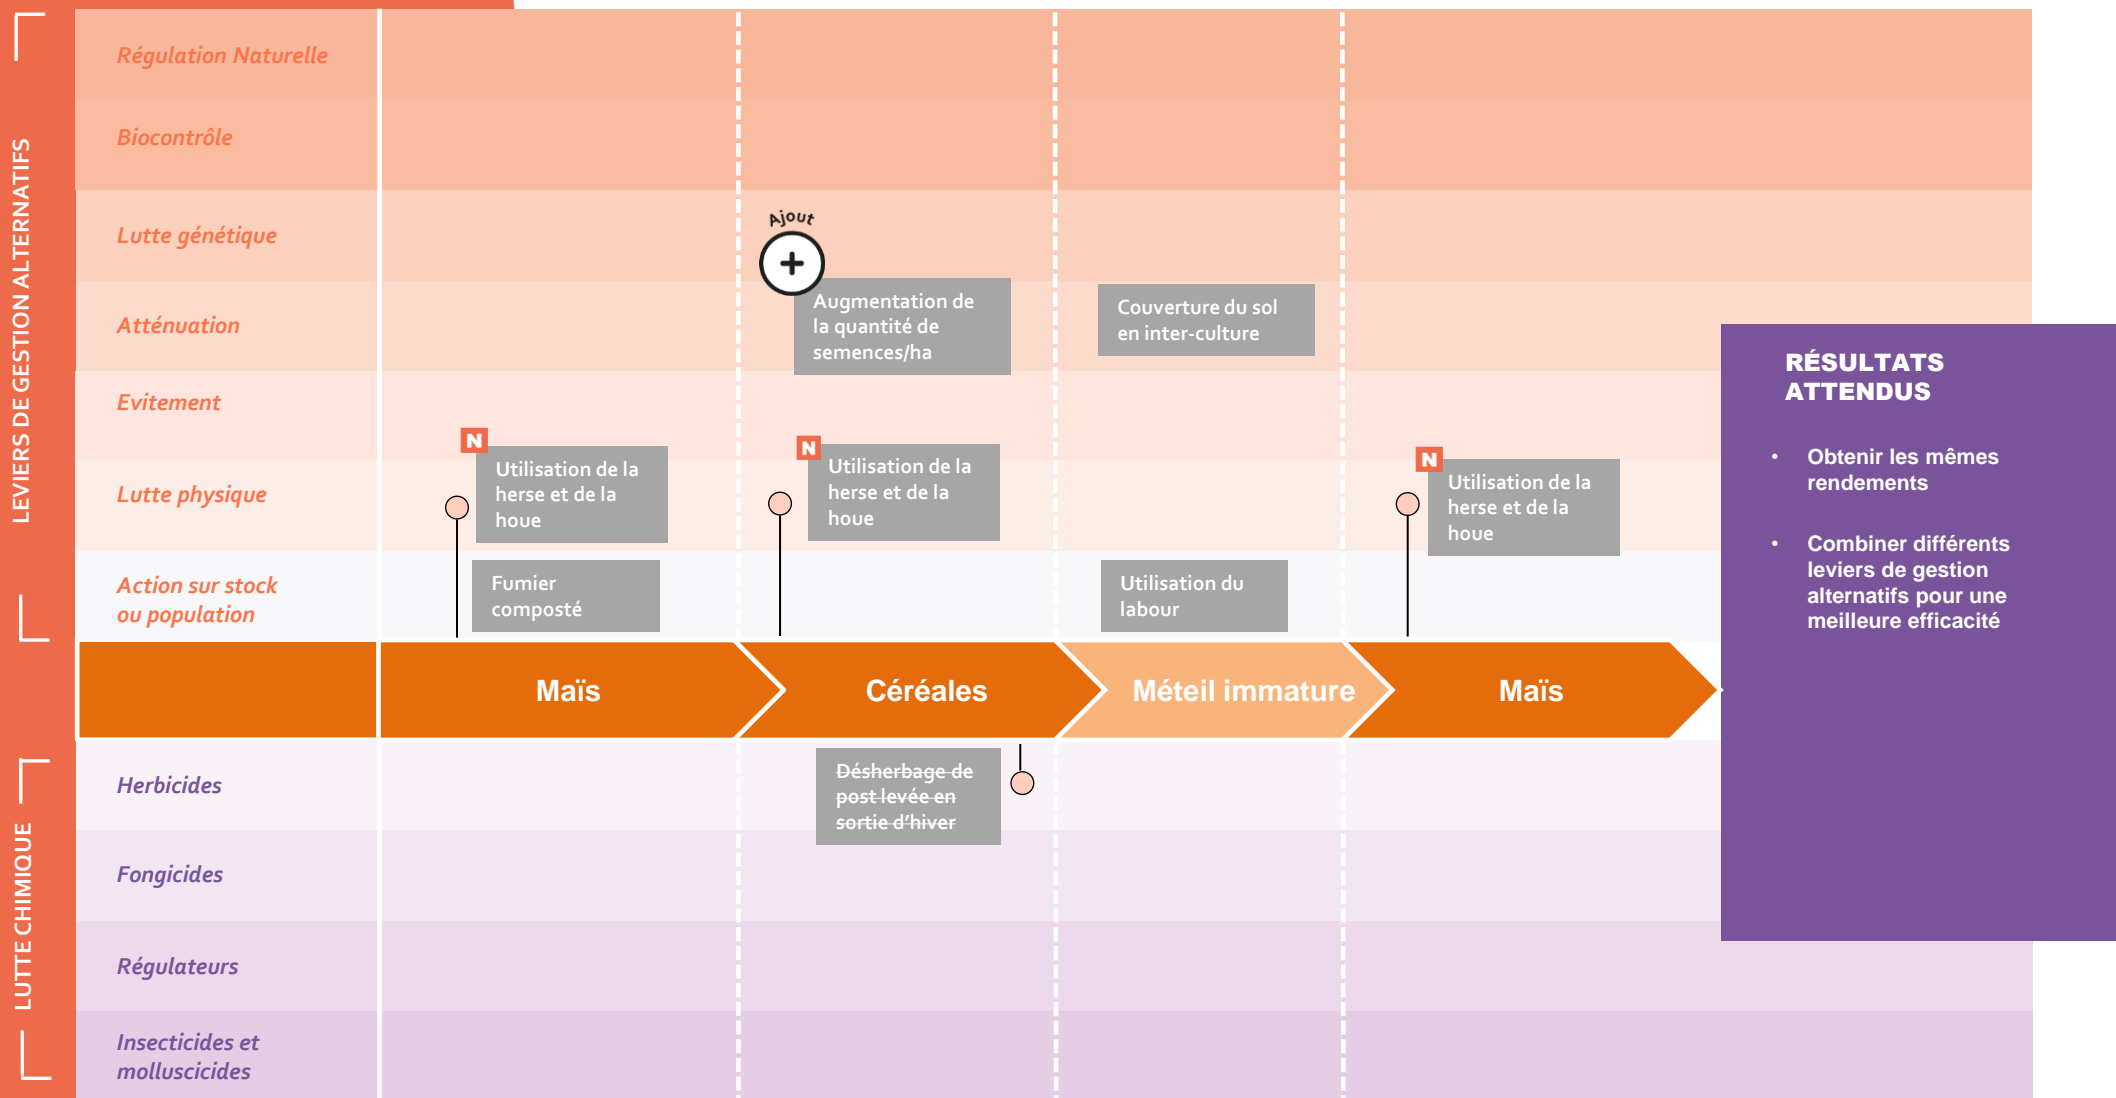 LEVIERS DE GESTION ALTERNATIFS
Régulation Naturelle
Biocontrôle
Lutte génétique
Ajout
+
Atténuation
Augmentation de
la quantité de
semences/ha
Couverture du sol
en inter-culture
Evitement
Lutte physique
N
Utilisation de la
herse et de la
houe
N
Utilisation de la
herse et de la
houe
N
Utilisation de la
herse et de la
houe
Action sur stock
ou population
Fumier
composté
Utilisation du
labour
Maïs
Céréales
Méteil immature
Maïs
RÉSULTATS
ATTENDUS
• Obtenir les mêmes
rendements
• Combiner différents
leviers de gestion
alternatifs pour une
meilleure efficacité
LUTTE CHIMIQUE
Herbicides
Désherbage de
post levée en
sortie d'hiver
Fongicides
Régulateurs
Insecticides et
molluscicides